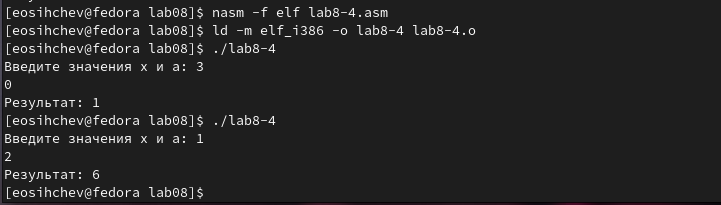 [eosihchev@fedora lab08]$ nasm -f elf lab8-4.asm
[eosihchev@fedora lab08]$ ld -m elf_i386 -o lab8-4 lab8-4.o
[eosihchev@fedora lab08]$ ./lab8-4
Введите значения x и a: 3
0
Результат: 1
[eosihchev@fedora lab08]$ ./lab8-4
Введите значения x и a: 1
2
Результат: 6
[eosihchev@fedora lab08]$